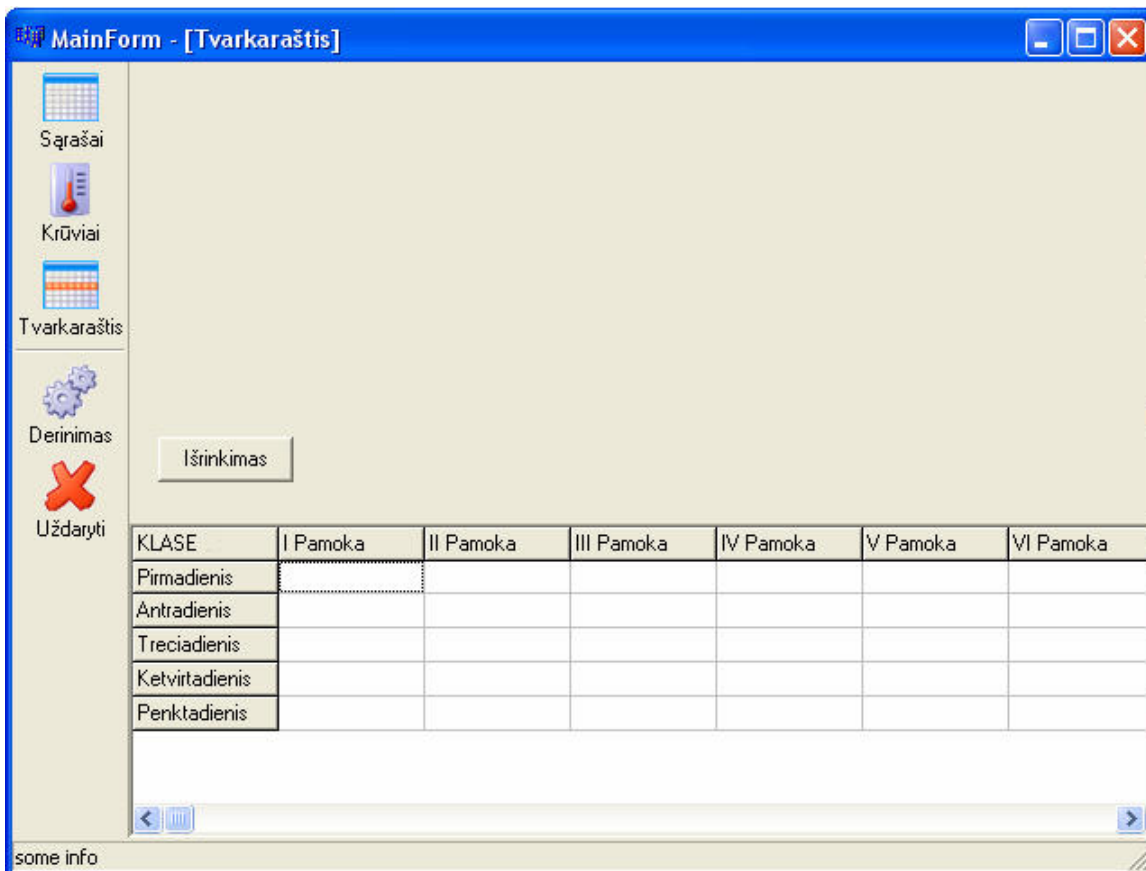 MainForm - [Tvarkaraštis]
Sąrašai
Krūviai
Tvarkaraštis
Derinimas
Uždaryti
Išrinkimas
KLASE I Pamoka II Pamoka III Pamoka IV Pamoka V Pamoka VI Pamoka
Pirmadienis
Antradienis
Treciadienis
Ketvirtadienis
Penktadienis
some info